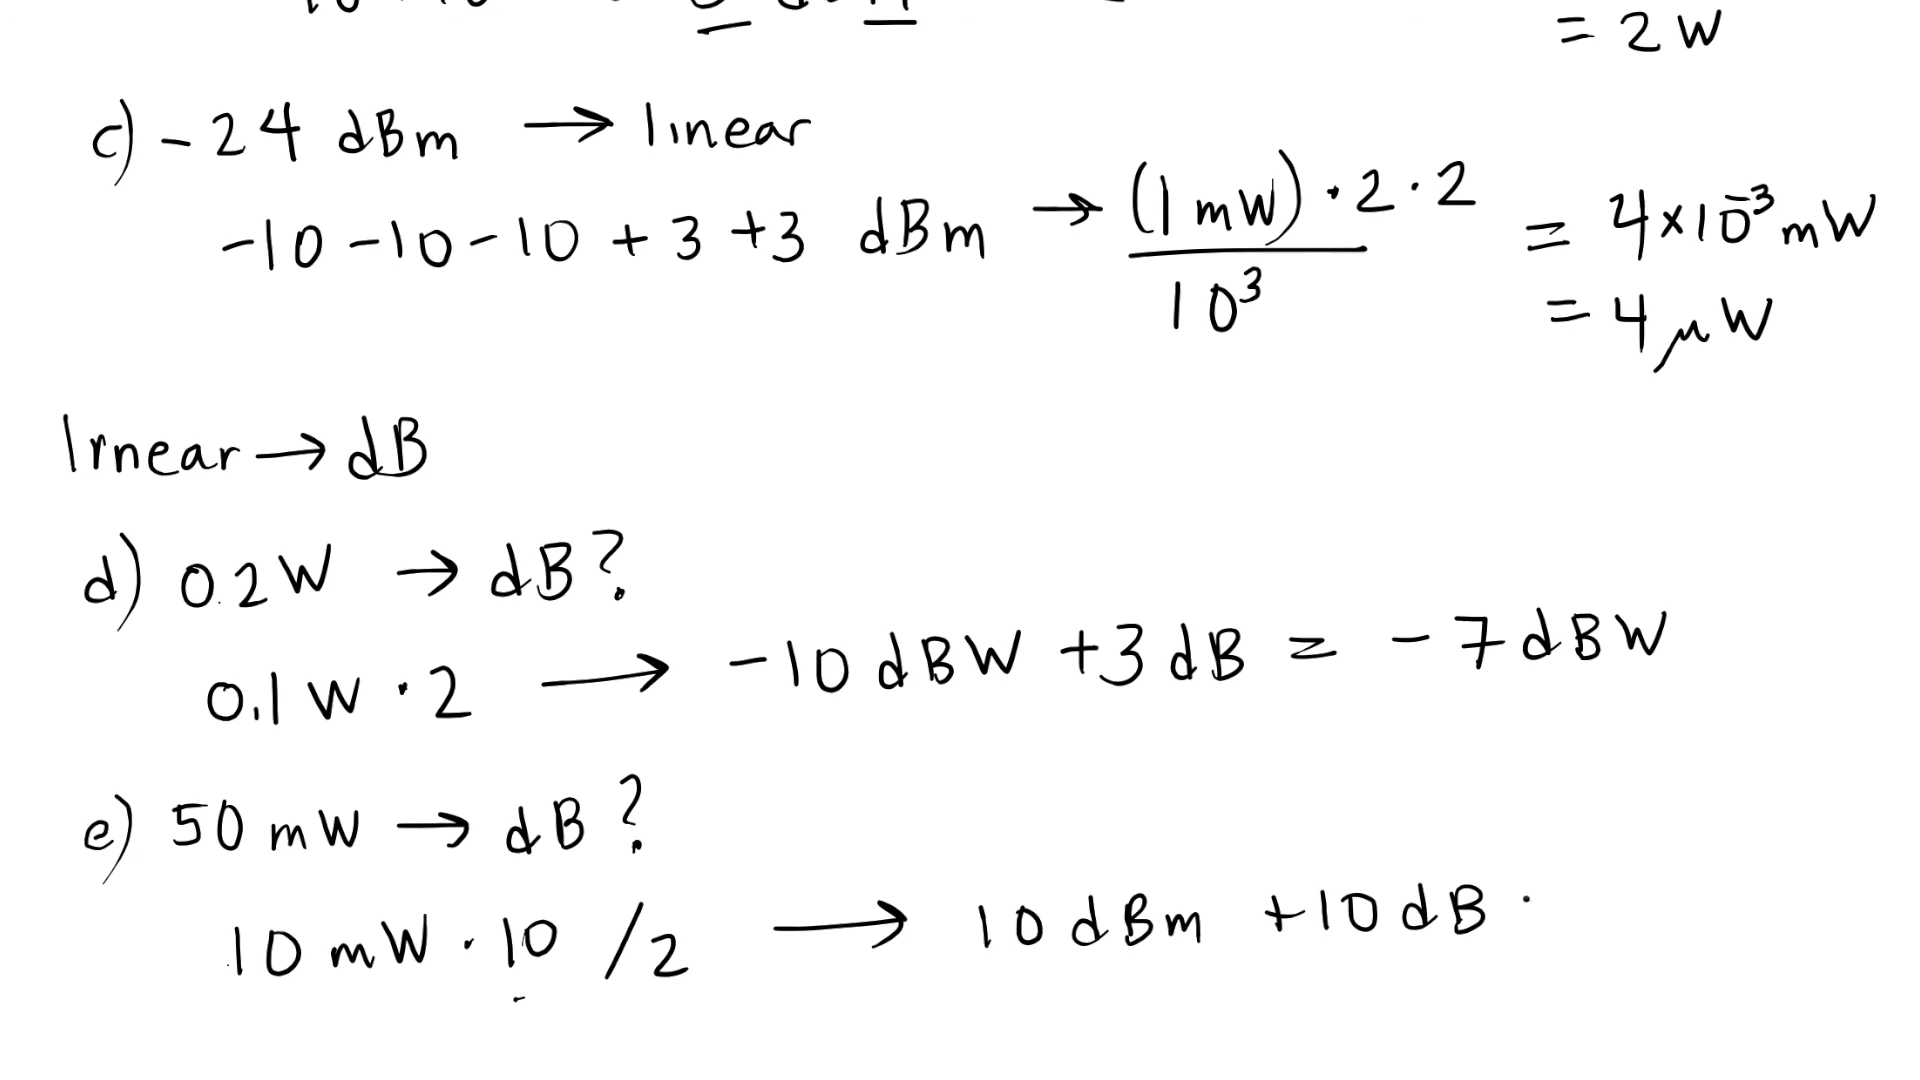 = 2 W
c) -24 dBm → linear
-10 -10 -10 +3 +3 dBm → (1 mW) · 2 · 2 / 10³ = 4×10⁻³ mW
= 4 μW
linear → dB
d) 0.2 W → dB?
0.1 W · 2 → -10 dBW +3 dB = -7 dBW
e) 50 mW → dB?
10 mW · 10 /2 → 10 dBm +10 dB